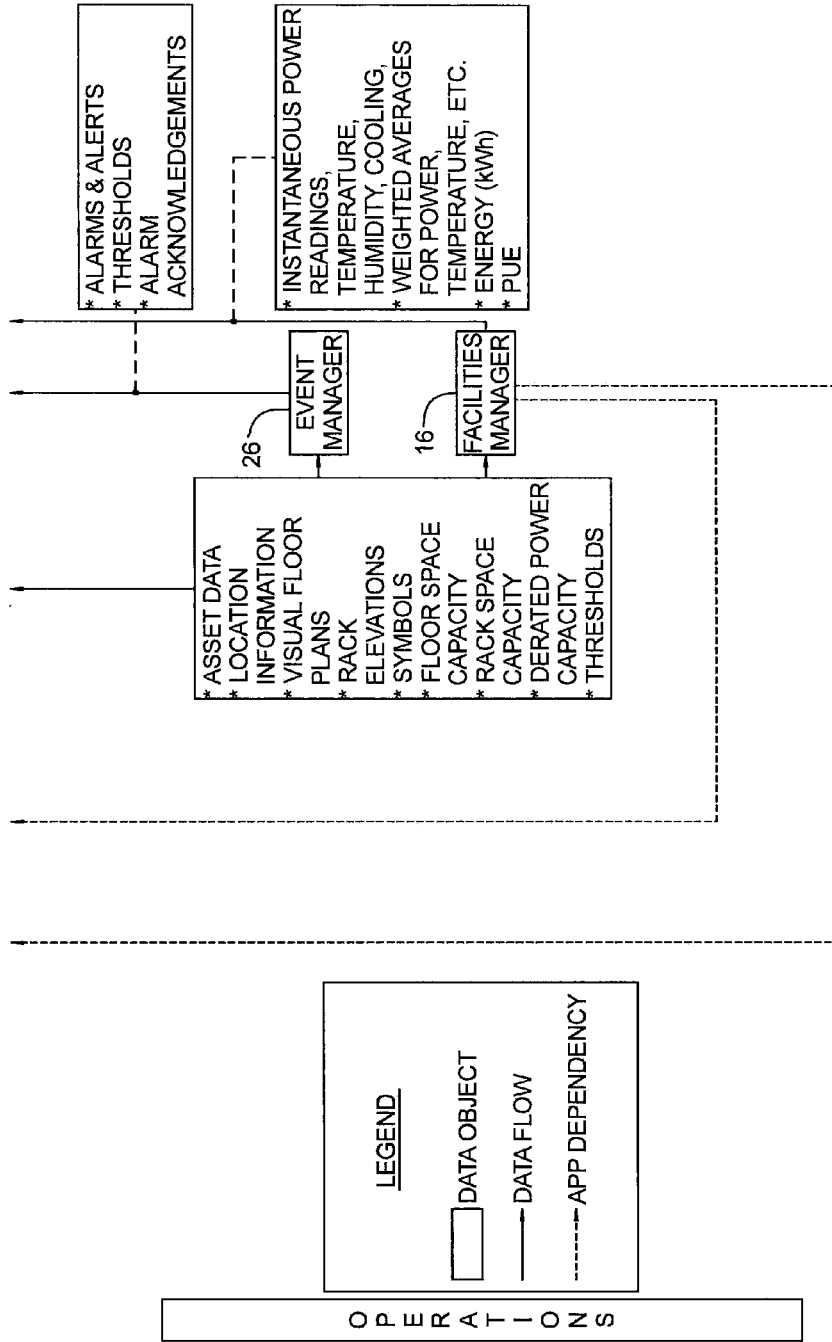 OPERATIONS
LEGEND
DATA OBJECT
DATA FLOW
APP DEPENDENCY
* ASSET DATA
* LOCATION
INFORMATION
* VISUAL FLOOR
PLANS
* RACK
ELEVATIONS
* SYMBOLS
* FLOOR SPACE
CAPACITY
* RACK SPACE
CAPACITY
* DERATED POWER
CAPACITY
* THRESHOLDS
26
EVENT
MANAGER
16
FACILITIES
MANAGER
* ALARMS & ALERTS
* THRESHOLDS
* ALARM
ACKNOWLEDGEMENTS
* INSTANTANEOUS POWER
READINGS,
TEMPERATURE,
HUMIDITY, COOLING,
* WEIGHTED AVERAGES
FOR POWER,
TEMPERATURE, ETC.
* ENERGY (kWh)
* PUE